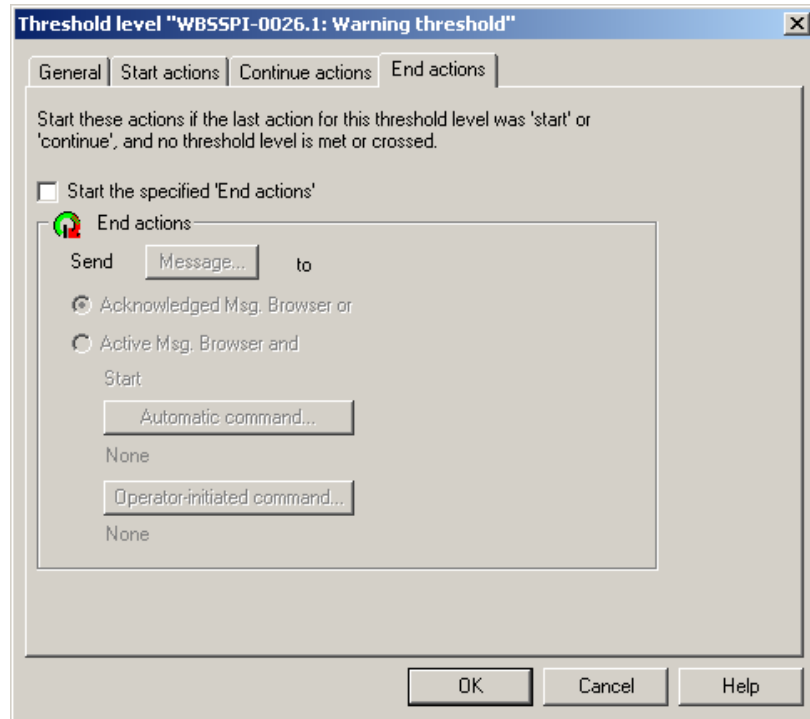 Threshold level "WBSSPI-0026.1: Warning threshold"
General Start actions Continue actions End actions
Start these actions if the last action for this threshold level was 'start' or
'continue', and no threshold level is met or crossed.
Start the specified 'End actions'
End actions
Send Message... to
Acknowledged Msg. Browser or
Active Msg. Browser and
Start
Automatic command...
None
Operator-initiated command...
None
OK Cancel Help